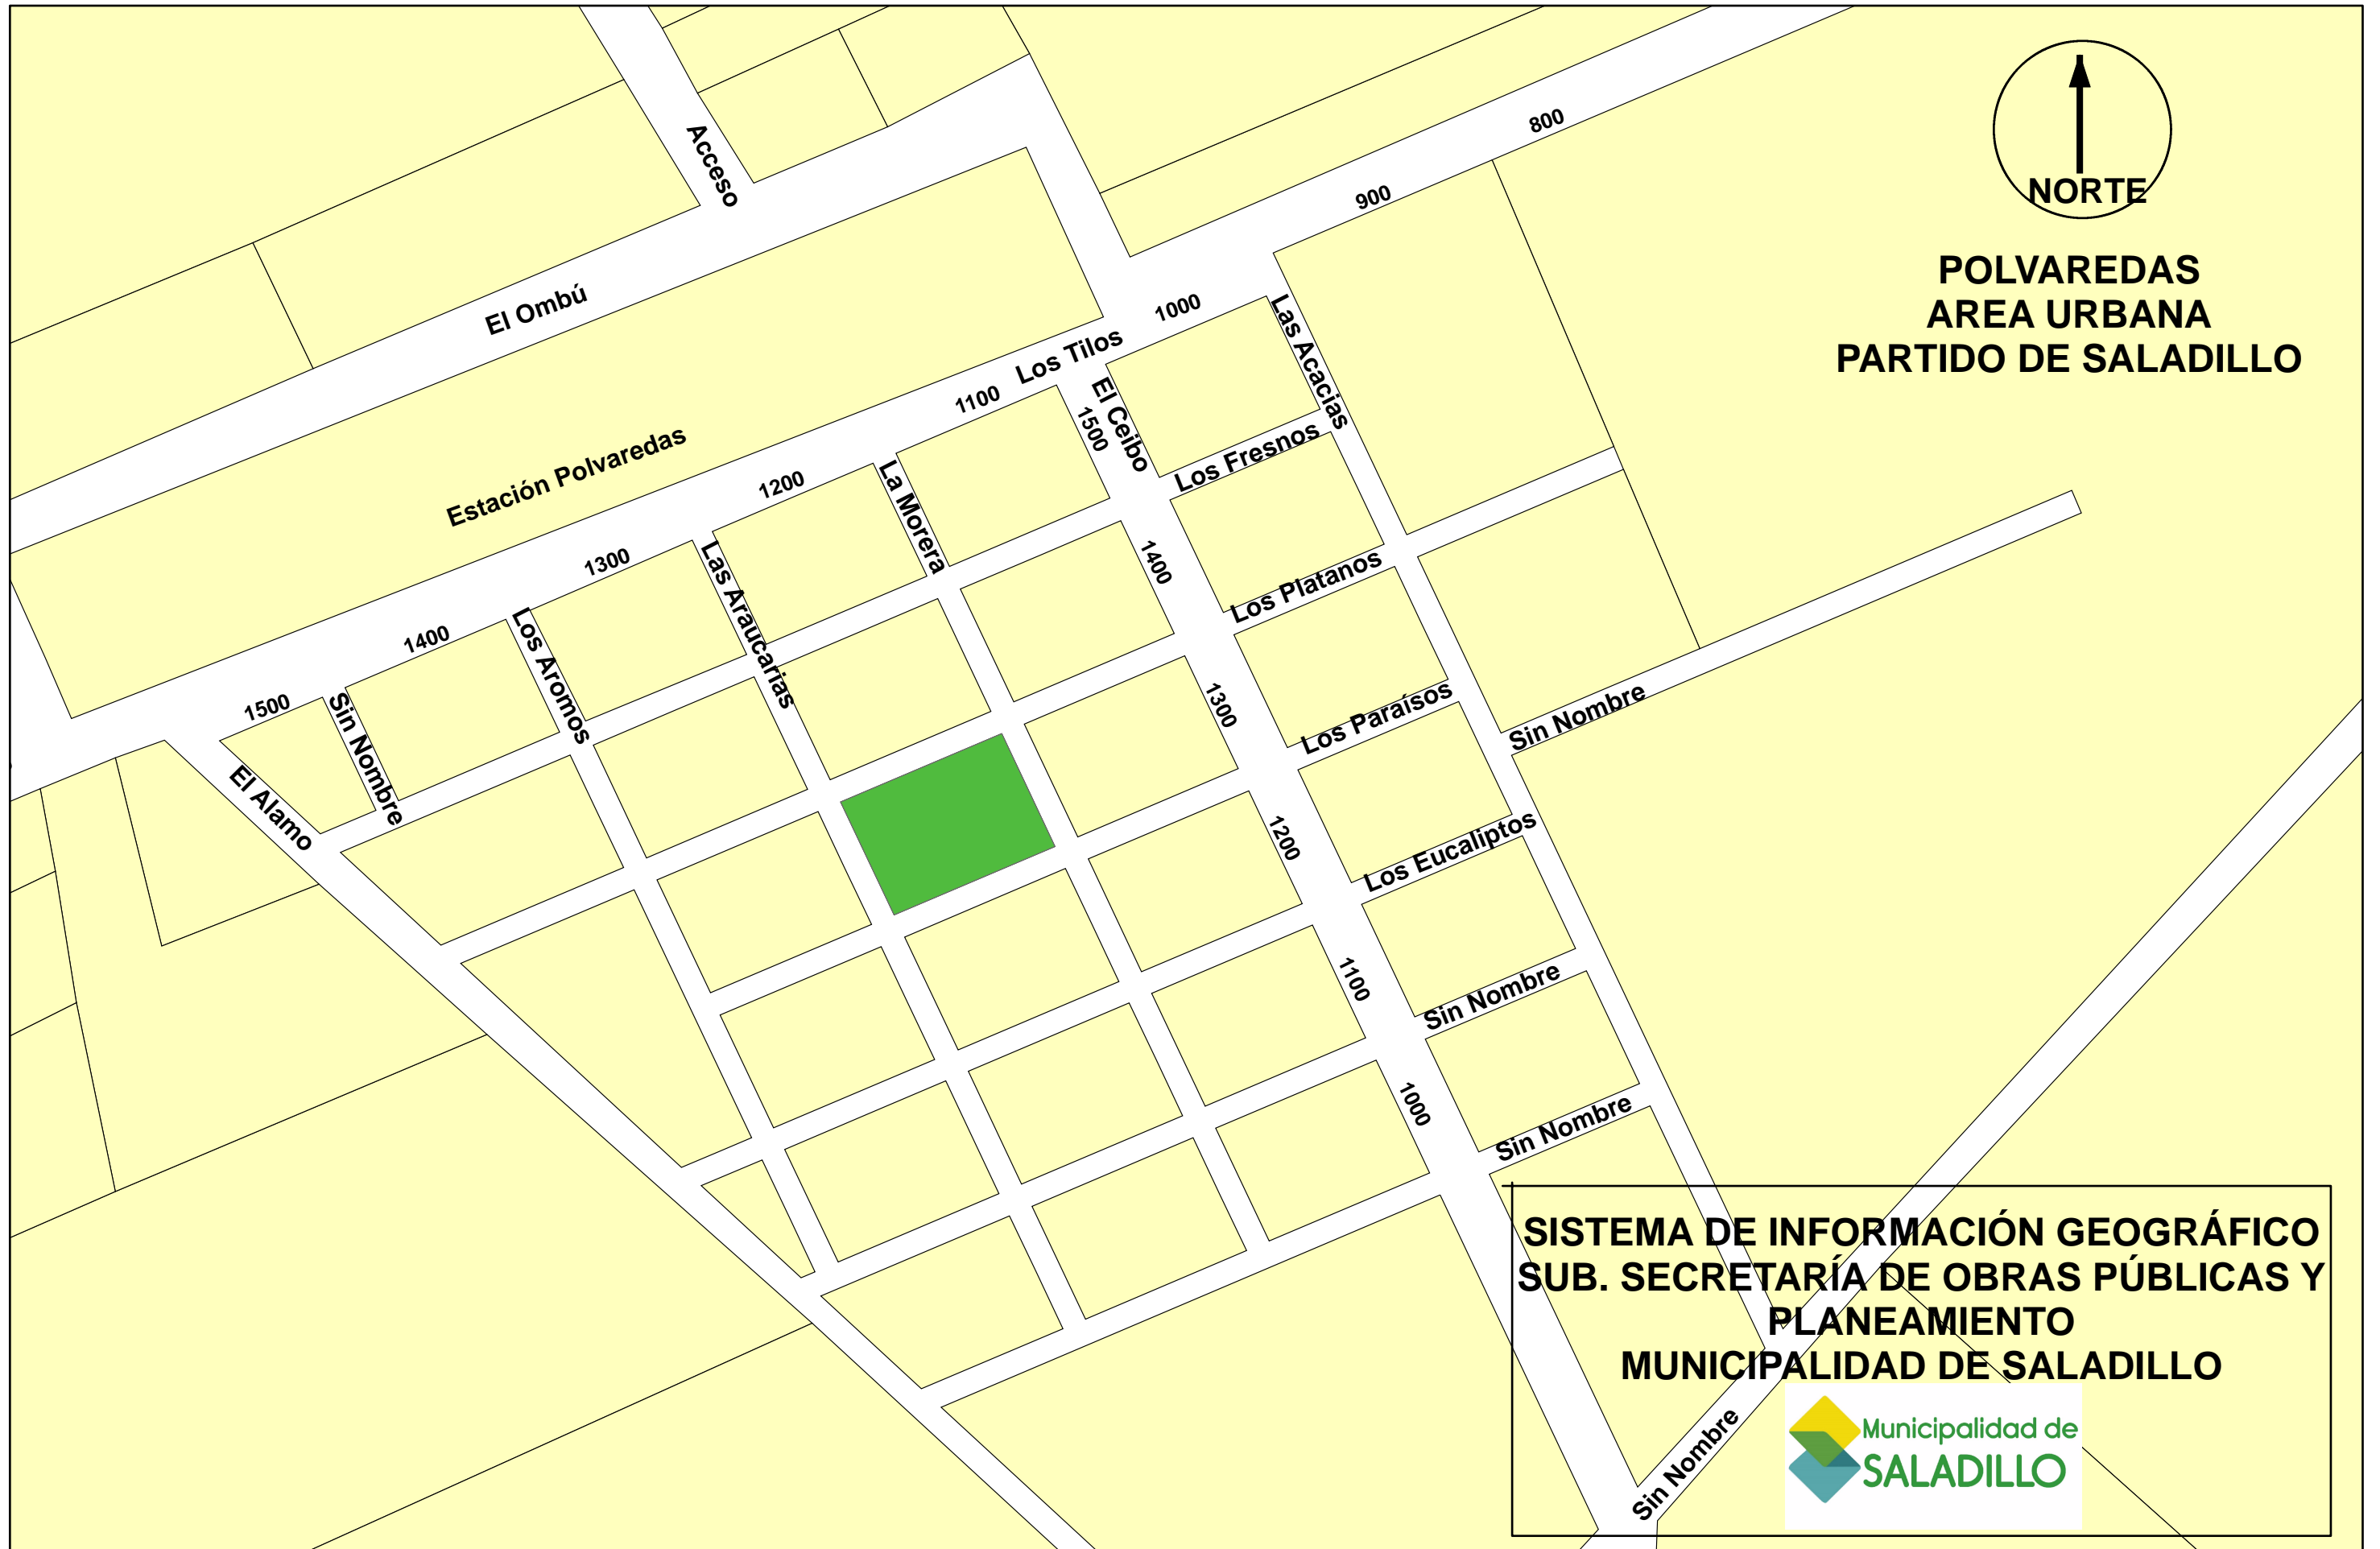 Acceso
800
900
NORTE
POLVAREDAS
AREA URBANA
PARTIDO DE SALADILLO
El Ombú
1000
Los Tilos
Las Acacias
1100
El Ceibo
1500
Estación Polvaredas
Los Fresnos
1200
La Morera
1300
Las Araucarias
1400
Los Platanos
1400
Los Aromos
1500
Sin Nombre
1300
Los Paraísos
Sin Nombre
El Alamo
1200
Los Eucaliptos
1100
Sin Nombre
1000
Sin Nombre
SISTEMA DE INFORMACIÓN GEOGRÁFICO
SUB. SECRETARÍA DE OBRAS PÚBLICAS Y
PLANEAMIENTO
MUNICIPALIDAD DE SALADILLO
Sin Nombre
Municipalidad de
SALADILLO